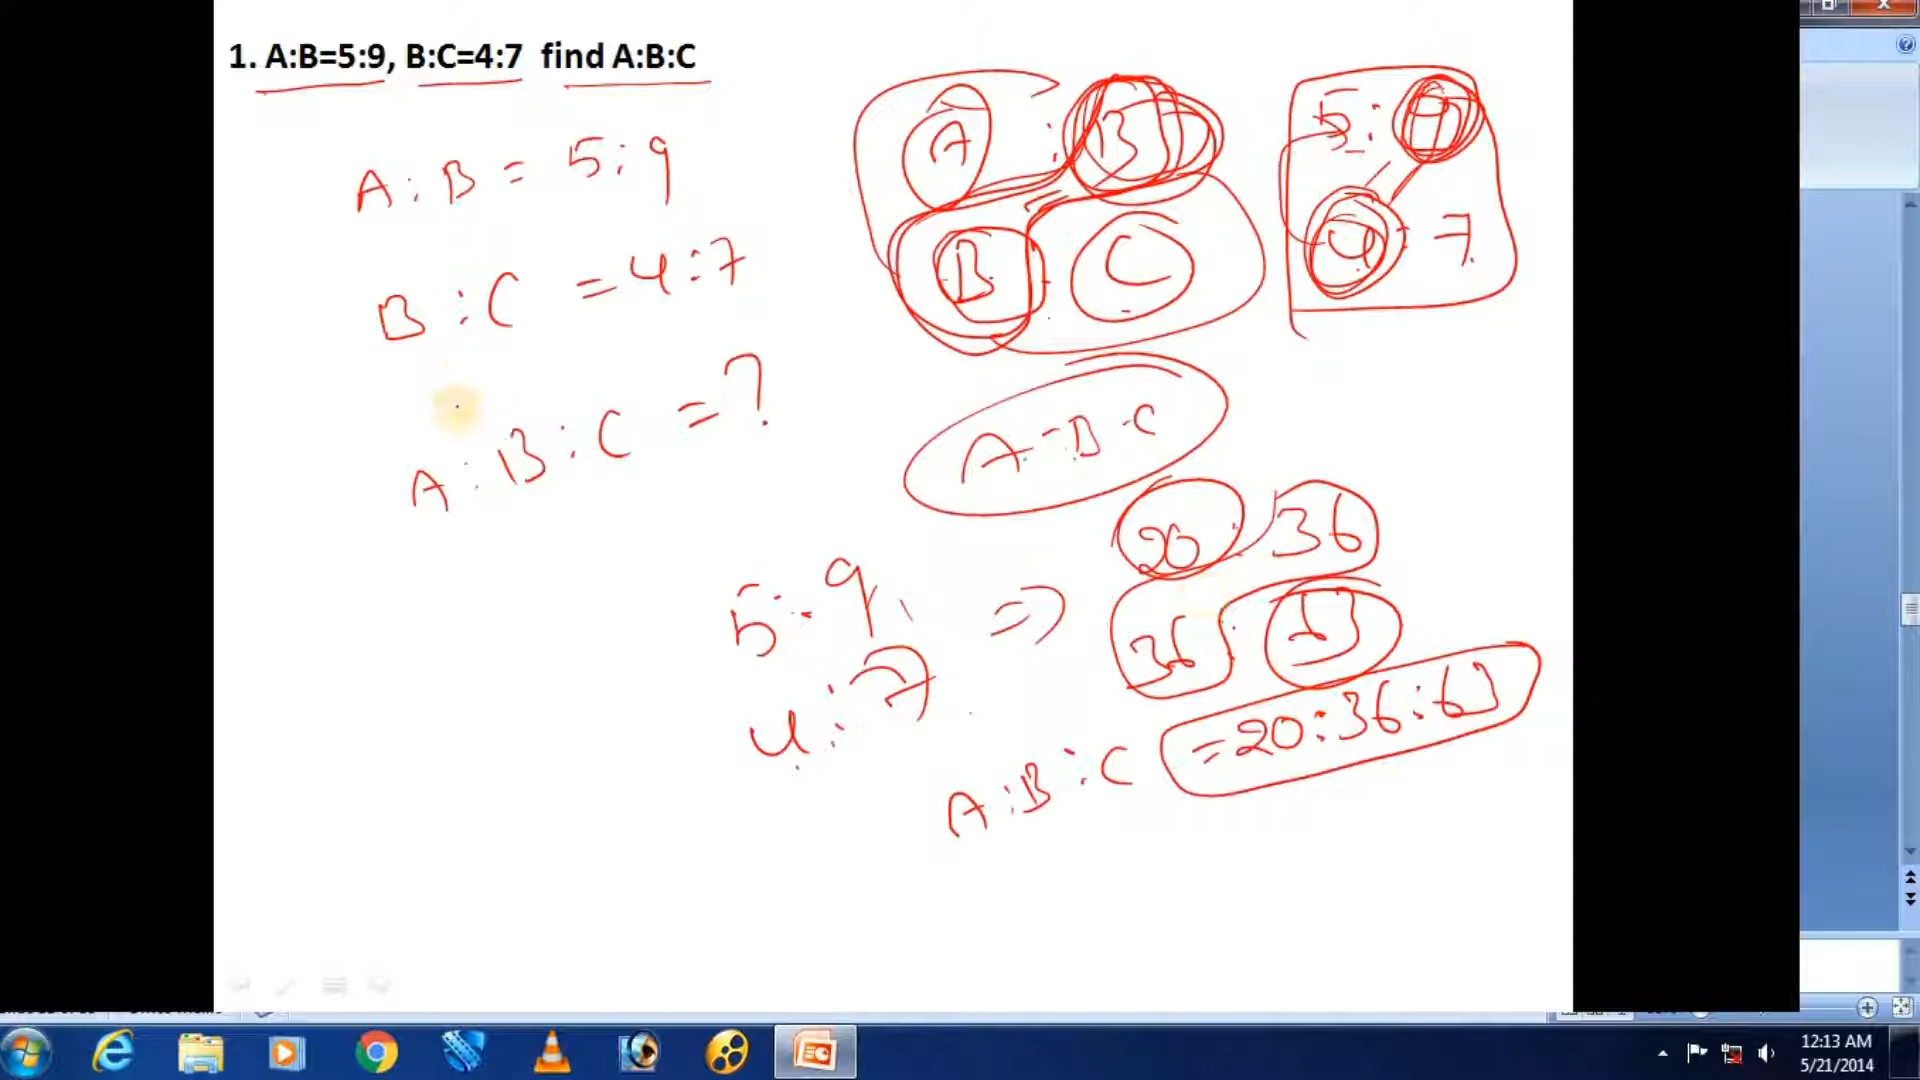 1. A:B=5:9, B:C=4:7 find A:B:C
A:B = 5:9
B:C = 4:7
A:B:C = ?
A : B
B : C
5:9
4:7
A:B:C
5:9
4:7
⇒
20:36
36:63
A:B:C =20:36:63
12:13 AM
5/21/2014